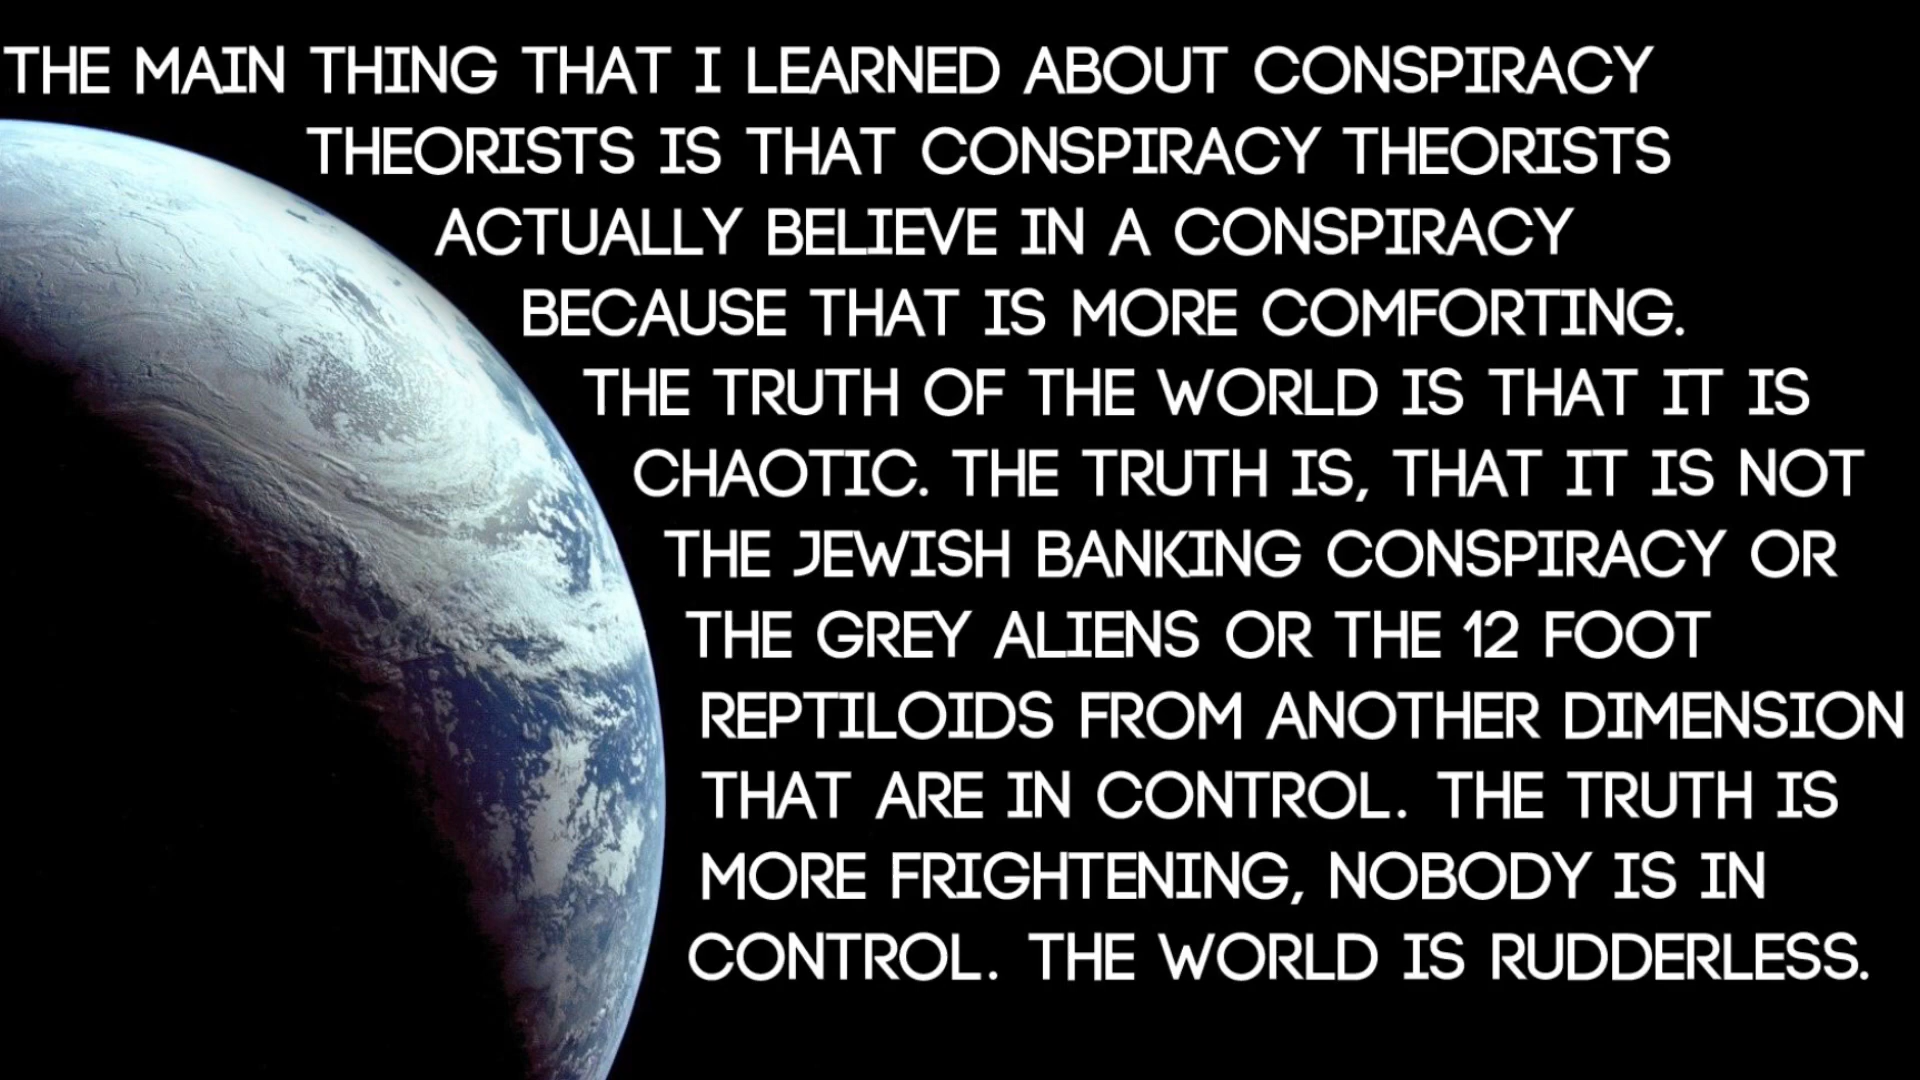 THE MAIN THING THAT I LEARNED ABOUT CONSPIRACY
THEORISTS IS THAT CONSPIRACY THEORISTS
ACTUALLY BELIEVE IN A CONSPIRACY
BECAUSE THAT IS MORE COMFORTING.
THE TRUTH OF THE WORLD IS THAT IT IS
CHAOTIC. THE TRUTH IS, THAT IT IS NOT
THE JEWISH BANKING CONSPIRACY OR
THE GREY ALIENS OR THE 12 FOOT
REPTILOIDS FROM ANOTHER DIMENSION
THAT ARE IN CONTROL. THE TRUTH IS
MORE FRIGHTENING, NOBODY IS IN
CONTROL. THE WORLD IS RUDDERLESS.